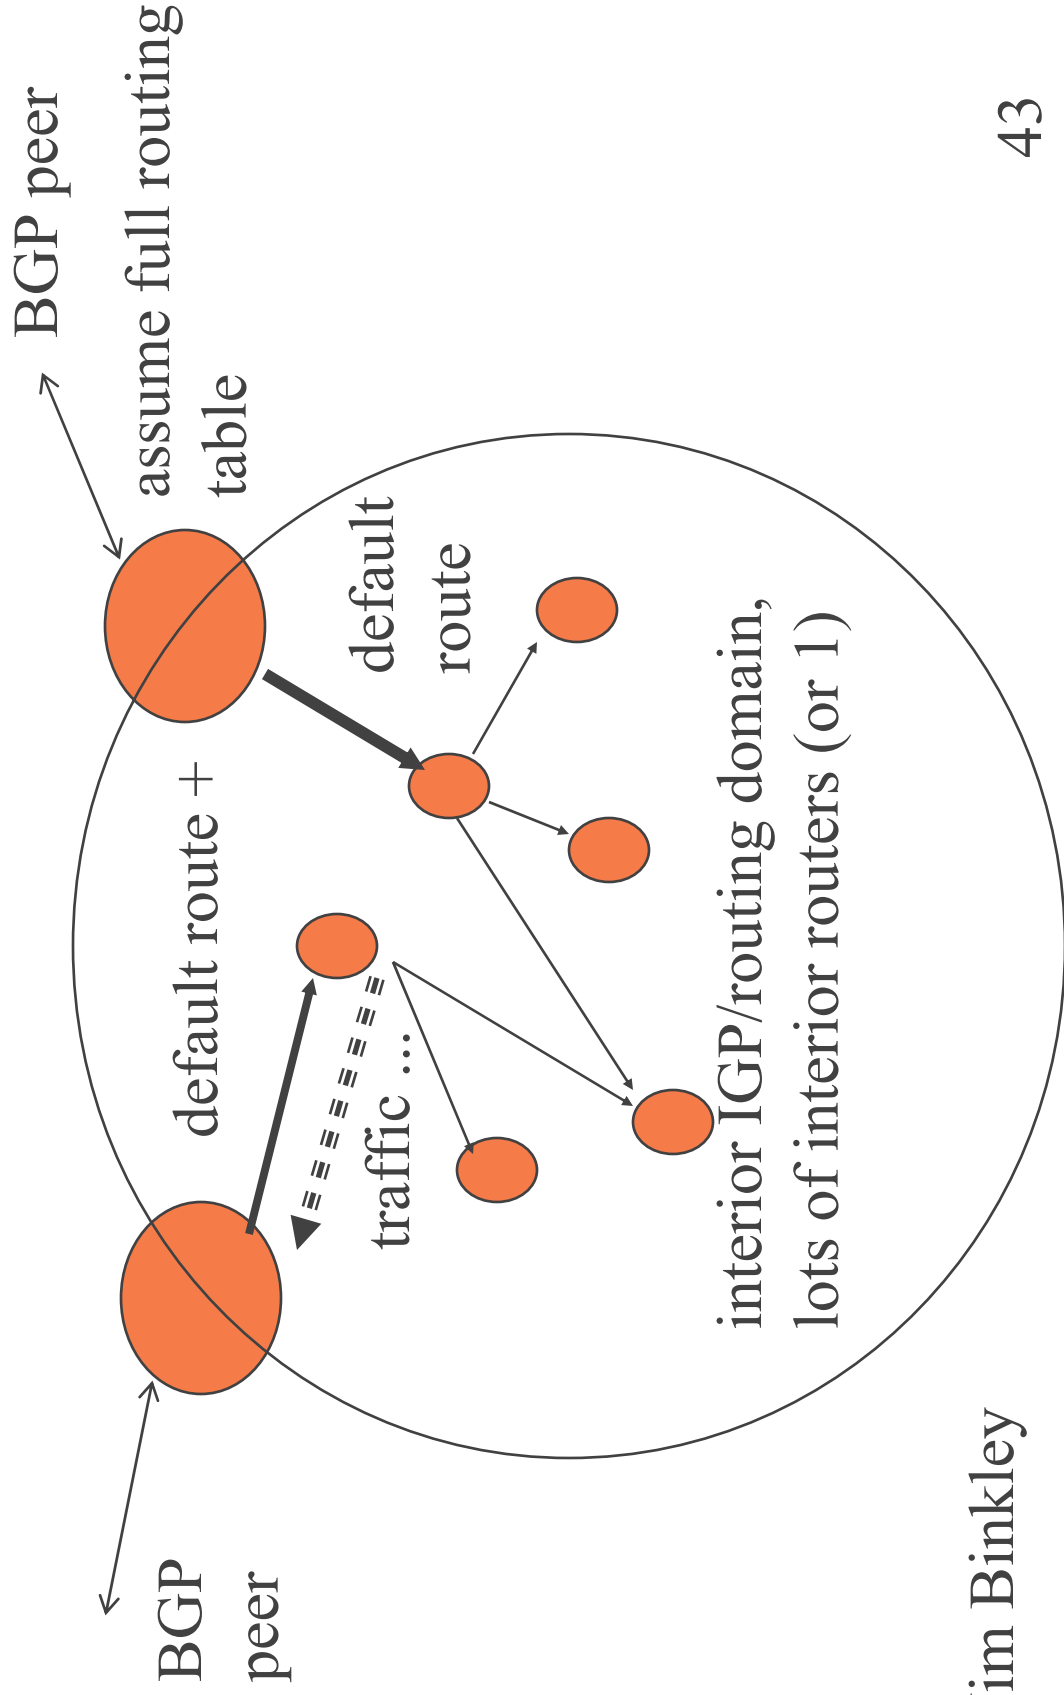 BGP peer
assume full routing
table
BGP
peer
default route +
default
route
traffic ...
interior IGP/routing domain,
lots of interior routers (or 1)
im Binkley
43